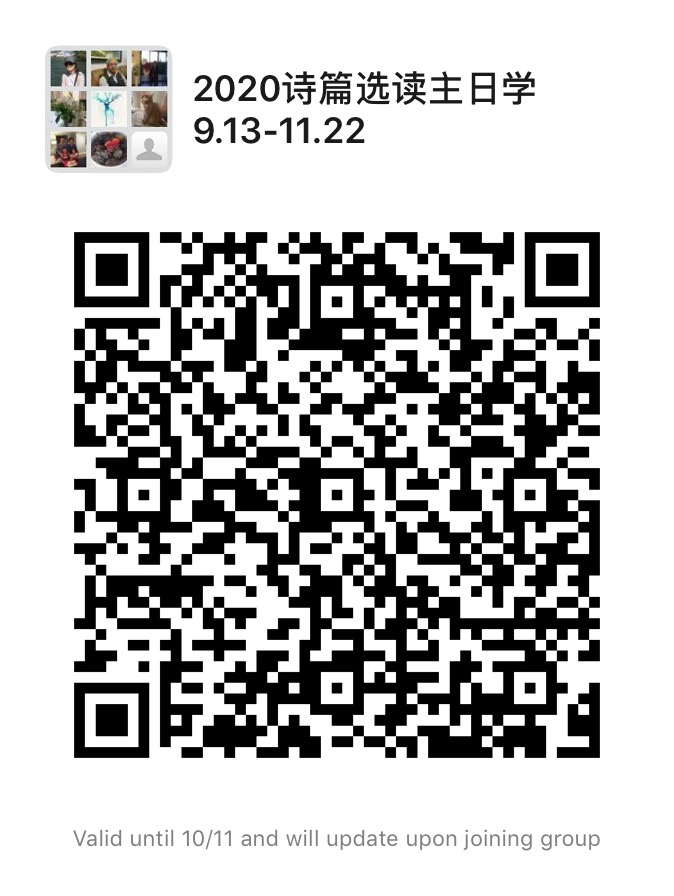 2020诗篇选读主日学
9.13-11.22
Valid until 10/11 and will update upon joining group